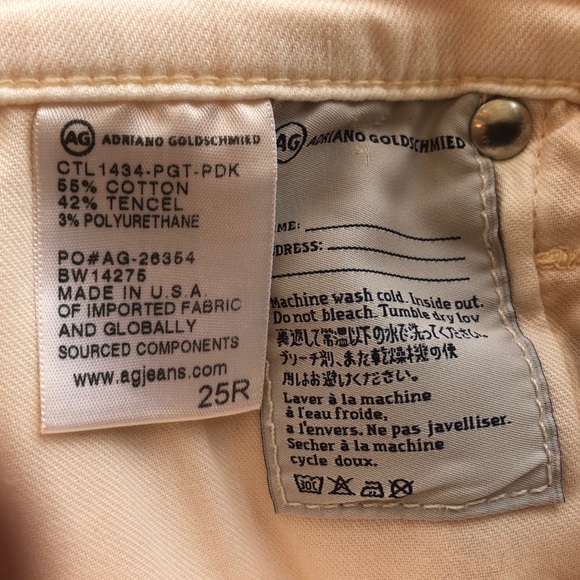 AG ADRIANO GOLDSCHMIED
CTL1434-PGT-PDK
55% COTTON
42% TENCEL
3% POLYURETHANE
PO#AG-26354
BW14275
MADE IN U.S.A.
OF IMPORTED FABRIC
AND GLOBALLY
SOURCED COMPONENTS
www.agjeans.com
25R
AG ADRIANO GOLDSCHMIED
ME:
DRESS:
Machine wash cold. Inside out.
Do not bleach. Tumble dry low
裏返して常温以下の水で洗ってください.
ブリーチ剤、また乾燥機の使
用はお避けください.
Laver à la machine
à l'eau froide,
a l'envers. Ne pas javelliser.
Secher à la machine
cycle doux.